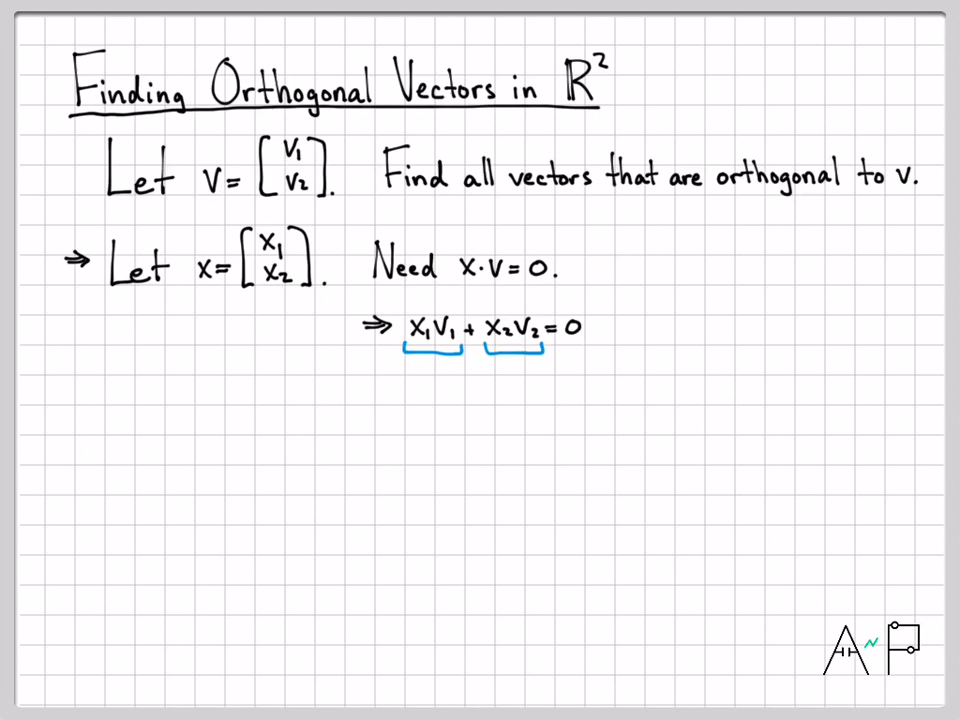 Finding Orthogonal Vectors in ℝ²
Let v = [v₁ v₂]. Find all vectors that are orthogonal to v.
⇒ Let x = [x₁ x₂]. Need x·v = 0.
⇒ x₁v₁ + x₂v₂ = 0
A~P